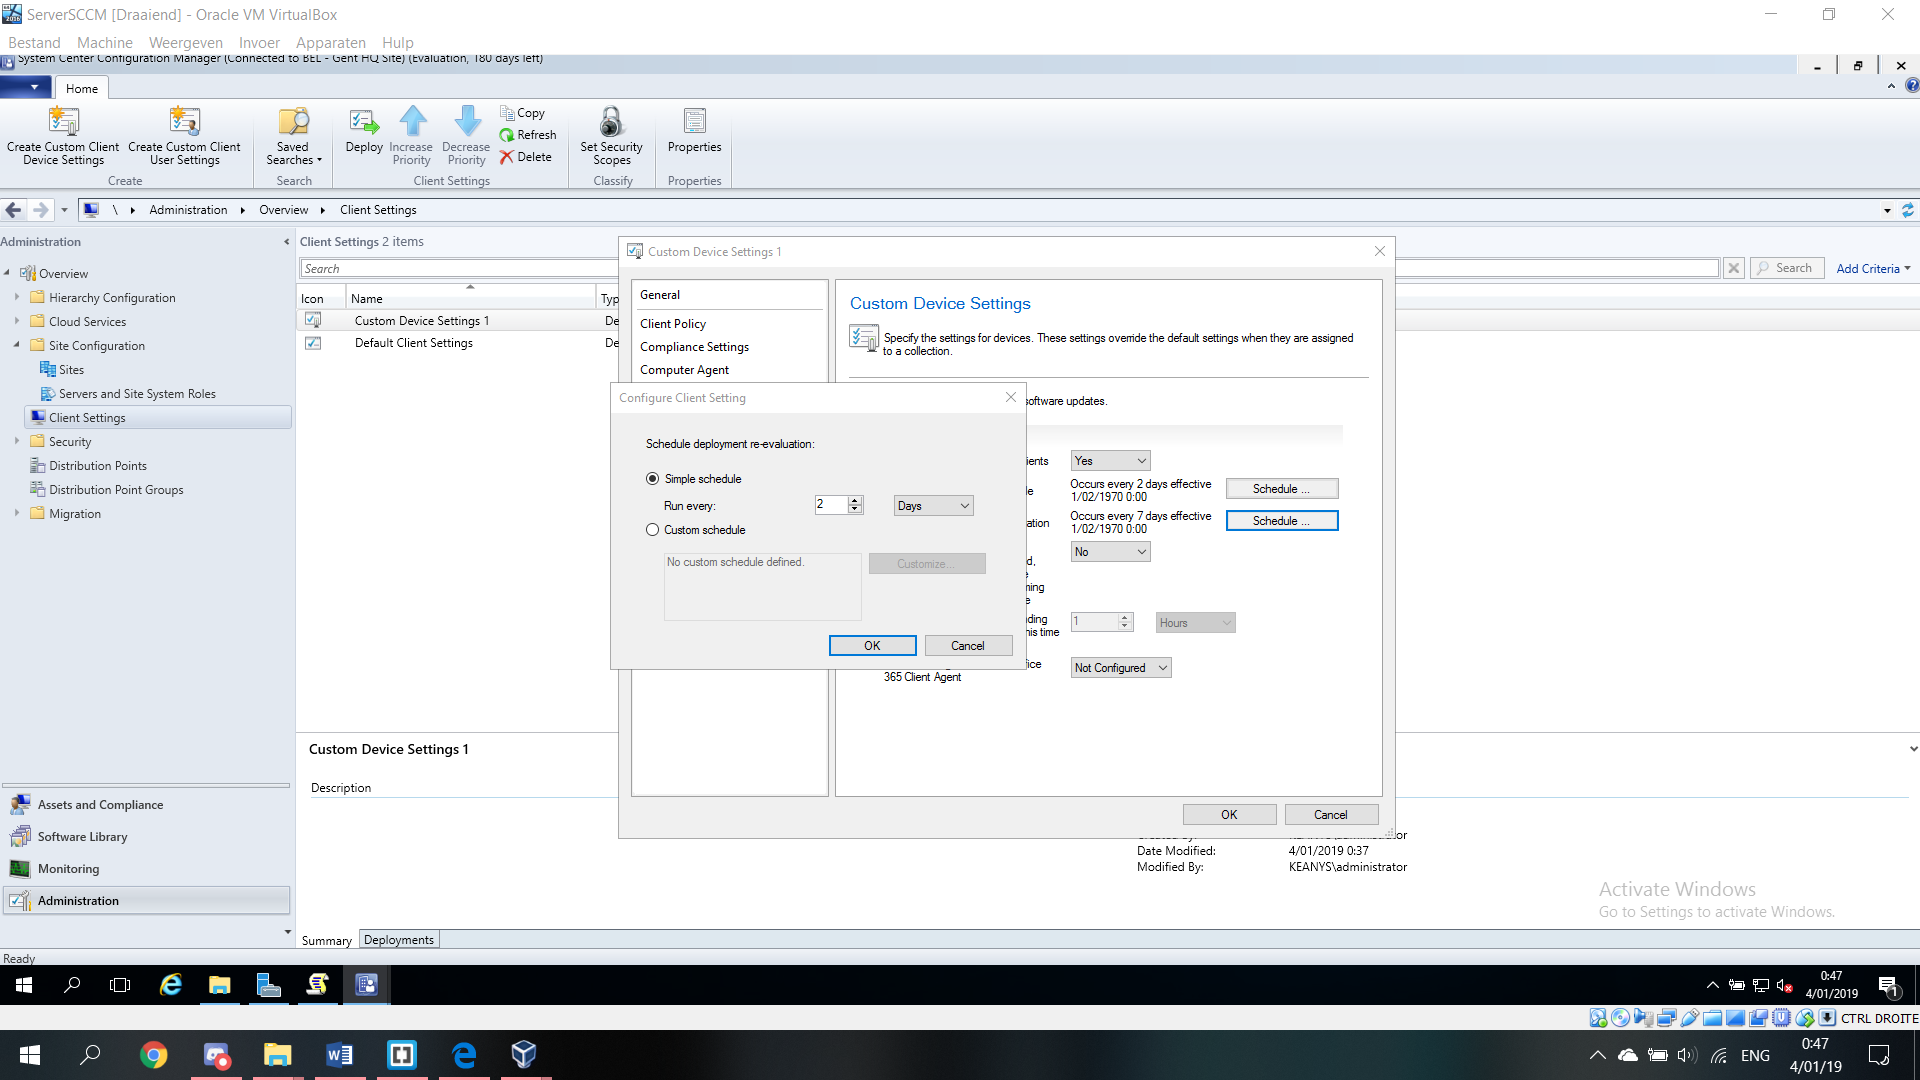 ServerSCCM [Draaiend] - Oracle VM VirtualBox
Bestand Machine Weergeven Invoer Apparaten Hulp
System Center Configuration Manager (Connected to BEL - Gent HQ Site) (Evaluation, 180 days left)
Home
Create Custom Client Device Settings
Create Custom Client User Settings
Create
Saved Searches
Search
Deploy
Increase Priority
Decrease Priority
Copy
Refresh
Delete
Client Settings
Set Security Scopes
Classify
Properties
Properties
\ Administration Overview Client Settings
Administration
Overview
Hierarchy Configuration
Cloud Services
Site Configuration
Sites
Servers and Site System Roles
Client Settings
Security
Distribution Points
Distribution Point Groups
Migration
Assets and Compliance
Software Library
Monitoring
Administration
Client Settings 2 items
Search
Search
Add Criteria
Icon Name Typ
Custom Device Settings 1 De
Default Client Settings De
Custom Device Settings 1
General
Client Policy
Compliance Settings
Computer Agent
Custom Device Settings
Specify the settings for devices. These settings override the default settings when they are assigned
to a collection.
oftware updates.
ients Yes
le Occurs every 2 days effective
1/02/1970 0:00
Schedule ...
ation Occurs every 7 days effective
1/02/1970 0:00
Schedule ...
No
d,
e
ming
e
ding
his time
1 Hours
ice
365 Client Agent
Not Configured
OK Cancel
Configure Client Setting
Schedule deployment re-evaluation:
Simple schedule
Run every: 2 Days
Custom schedule
No custom schedule defined.
Customize...
OK Cancel
Custom Device Settings 1
Description
Date Modified: 4/01/2019 0:37
Modified By: KEANYS\administrator
Activate Windows
Go to Settings to activate Windows.
Summary Deployments
Ready
0:47
4/01/2019
1
CTRL DROITE
ENG
0:47
4/01/19